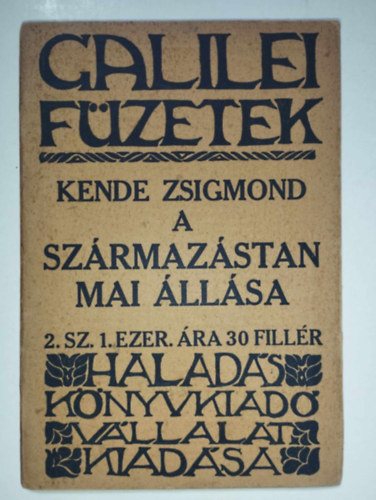 GALILEI
FÜZETEK
KENDE ZSIGMOND
A
SZÁRMAZÁSTAN
MAI ÁLLÁSA
2. SZ. 1. EZER. ÁRA 30 FILLÉR
HALADÁS
KÖNYVKIADÓ
VÁLLALAT
KIADÁSA